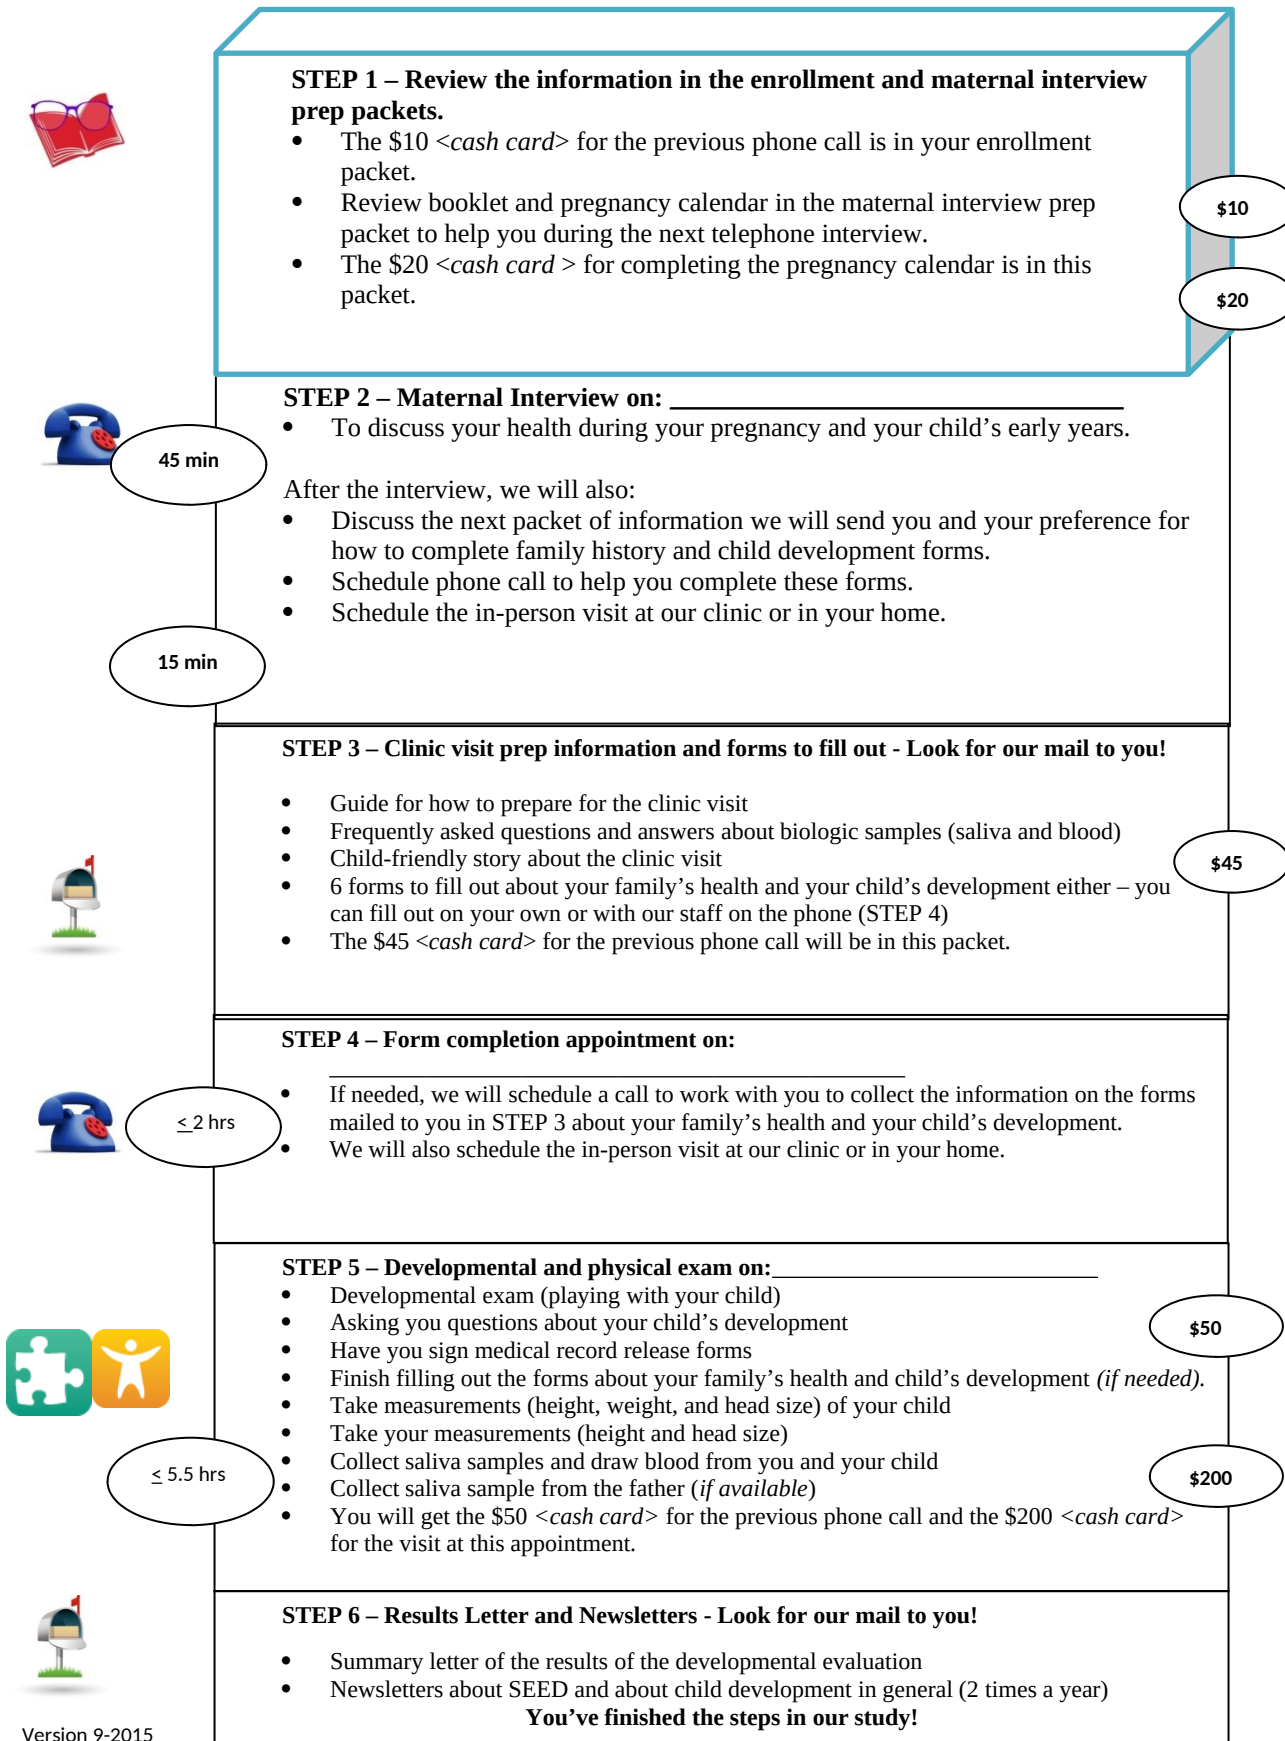 STEP 1 – Review the information in the enrollment and maternal interview
prep packets.
• The $10 <cash card> for the previous phone call is in your enrollment
packet.
• Review booklet and pregnancy calendar in the maternal interview prep
packet to help you during the next telephone interview.
• The $20 <cash card > for completing the pregnancy calendar is in this
packet.
$10
$20
STEP 2 – Maternal Interview on: ___________________________________
• To discuss your health during your pregnancy and your child’s early years.
45 min
After the interview, we will also:
• Discuss the next packet of information we will send you and your preference for
how to complete family history and child development forms.
• Schedule phone call to help you complete these forms.
• Schedule the in-person visit at our clinic or in your home.
15 min
STEP 3 – Clinic visit prep information and forms to fill out - Look for our mail to you!
• Guide for how to prepare for the clinic visit
• Frequently asked questions and answers about biologic samples (saliva and blood)
• Child-friendly story about the clinic visit
• 6 forms to fill out about your family’s health and your child’s development either – you
can fill out on your own or with our staff on the phone (STEP 4)
• The $45 <cash card> for the previous phone call will be in this packet.
$45
STEP 4 – Form completion appointment on:
________________________________________________
• If needed, we will schedule a call to work with you to collect the information on the forms
mailed to you in STEP 3 about your family’s health and your child’s development.
• We will also schedule the in-person visit at our clinic or in your home.
< 2 hrs
STEP 5 – Developmental and physical exam on:___________________________
• Developmental exam (playing with your child)
• Asking you questions about your child’s development
• Have you sign medical record release forms
• Finish filling out the forms about your family’s health and child’s development (if needed).
• Take measurements (height, weight, and head size) of your child
• Take your measurements (height and head size)
• Collect saliva samples and draw blood from you and your child
• Collect saliva sample from the father (if available)
• You will get the $50 <cash card> for the previous phone call and the $200 <cash card>
for the visit at this appointment.
$50
< 5.5 hrs
$200
STEP 6 – Results Letter and Newsletters - Look for our mail to you!
• Summary letter of the results of the developmental evaluation
• Newsletters about SEED and about child development in general (2 times a year)
You’ve finished the steps in our study!
Version 9-2015